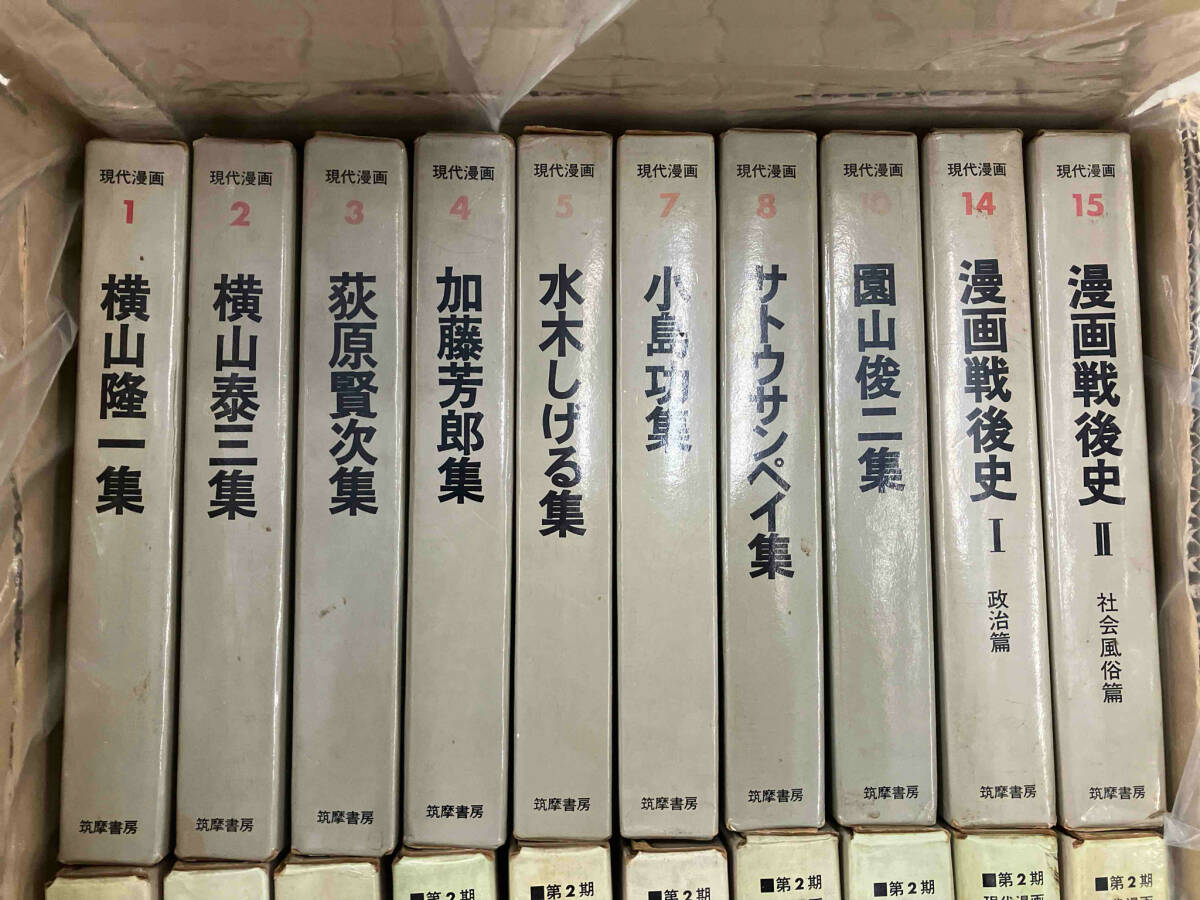 現代漫画
1
横山隆一集
筑摩書房
現代漫画
2
横山泰三集
筑摩書房
現代漫画
3
荻原賢次集
筑摩書房
現代漫画
4
加藤芳郎集
筑摩書房
現代漫画
5
水木しげる集
筑摩書房
現代漫画
7
小島功集
筑摩書房
現代漫画
8
サトウサンペイ集
筑摩書房
現代漫画
10
園山俊二集
筑摩書房
現代漫画
14
漫画戦後史 I
政治篇
筑摩書房
現代漫画
15
漫画戦後史 II
社会風俗篇
筑摩書房
■第2期
■第2期
■第2期
■第2期
■第2期
■第2期
現代漫画
■第2期